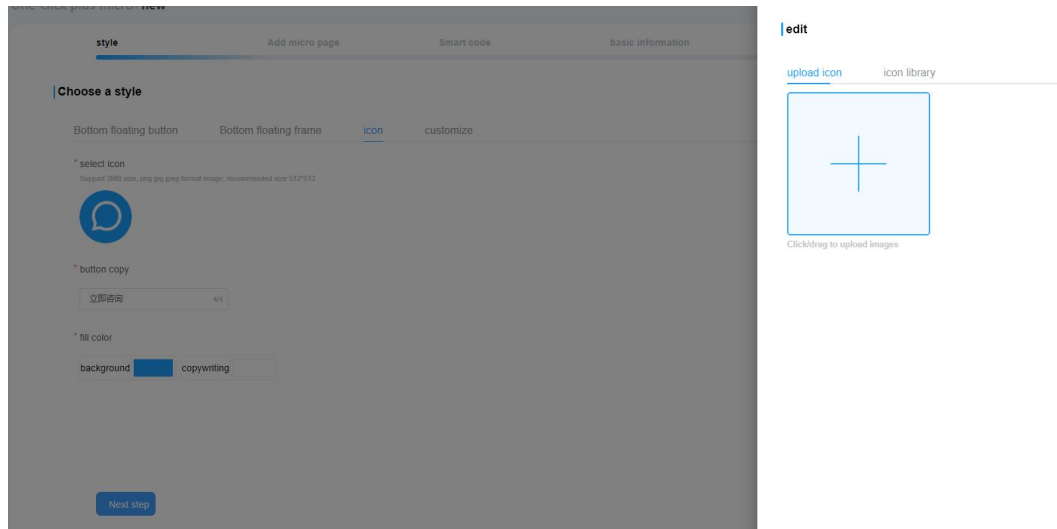 One-click plus micro / new
style Add micro page Smart code basic information
Choose a style
Bottom floating button Bottom floating frame icon customize
* select icon
Support 2MB size, png jpg jpeg format image, recommended size 512*512
* button copy
立即咨询 4/4
* fill color
background copywriting
Next step
edit
upload icon icon library
Click/drag to upload images